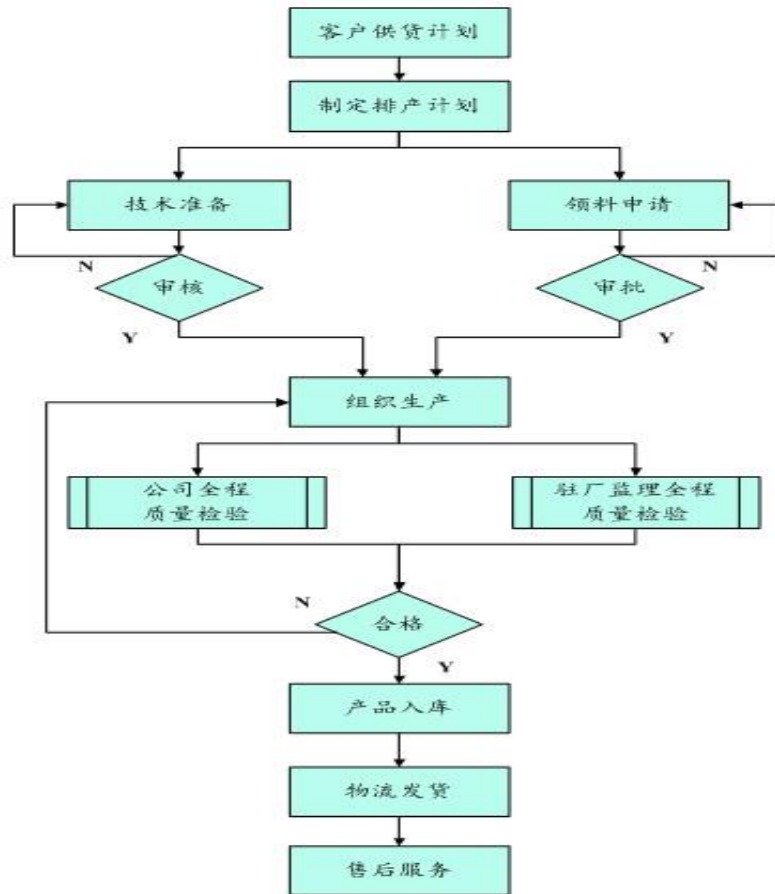 客户供货计划
制定排产计划
技术准备
领料申请
N
N
审核
审批
Y
Y
组织生产
公司全程
质量检验
驻厂监理全程
质量检验
N
合格
Y
产品入库
物流发货
售后服务